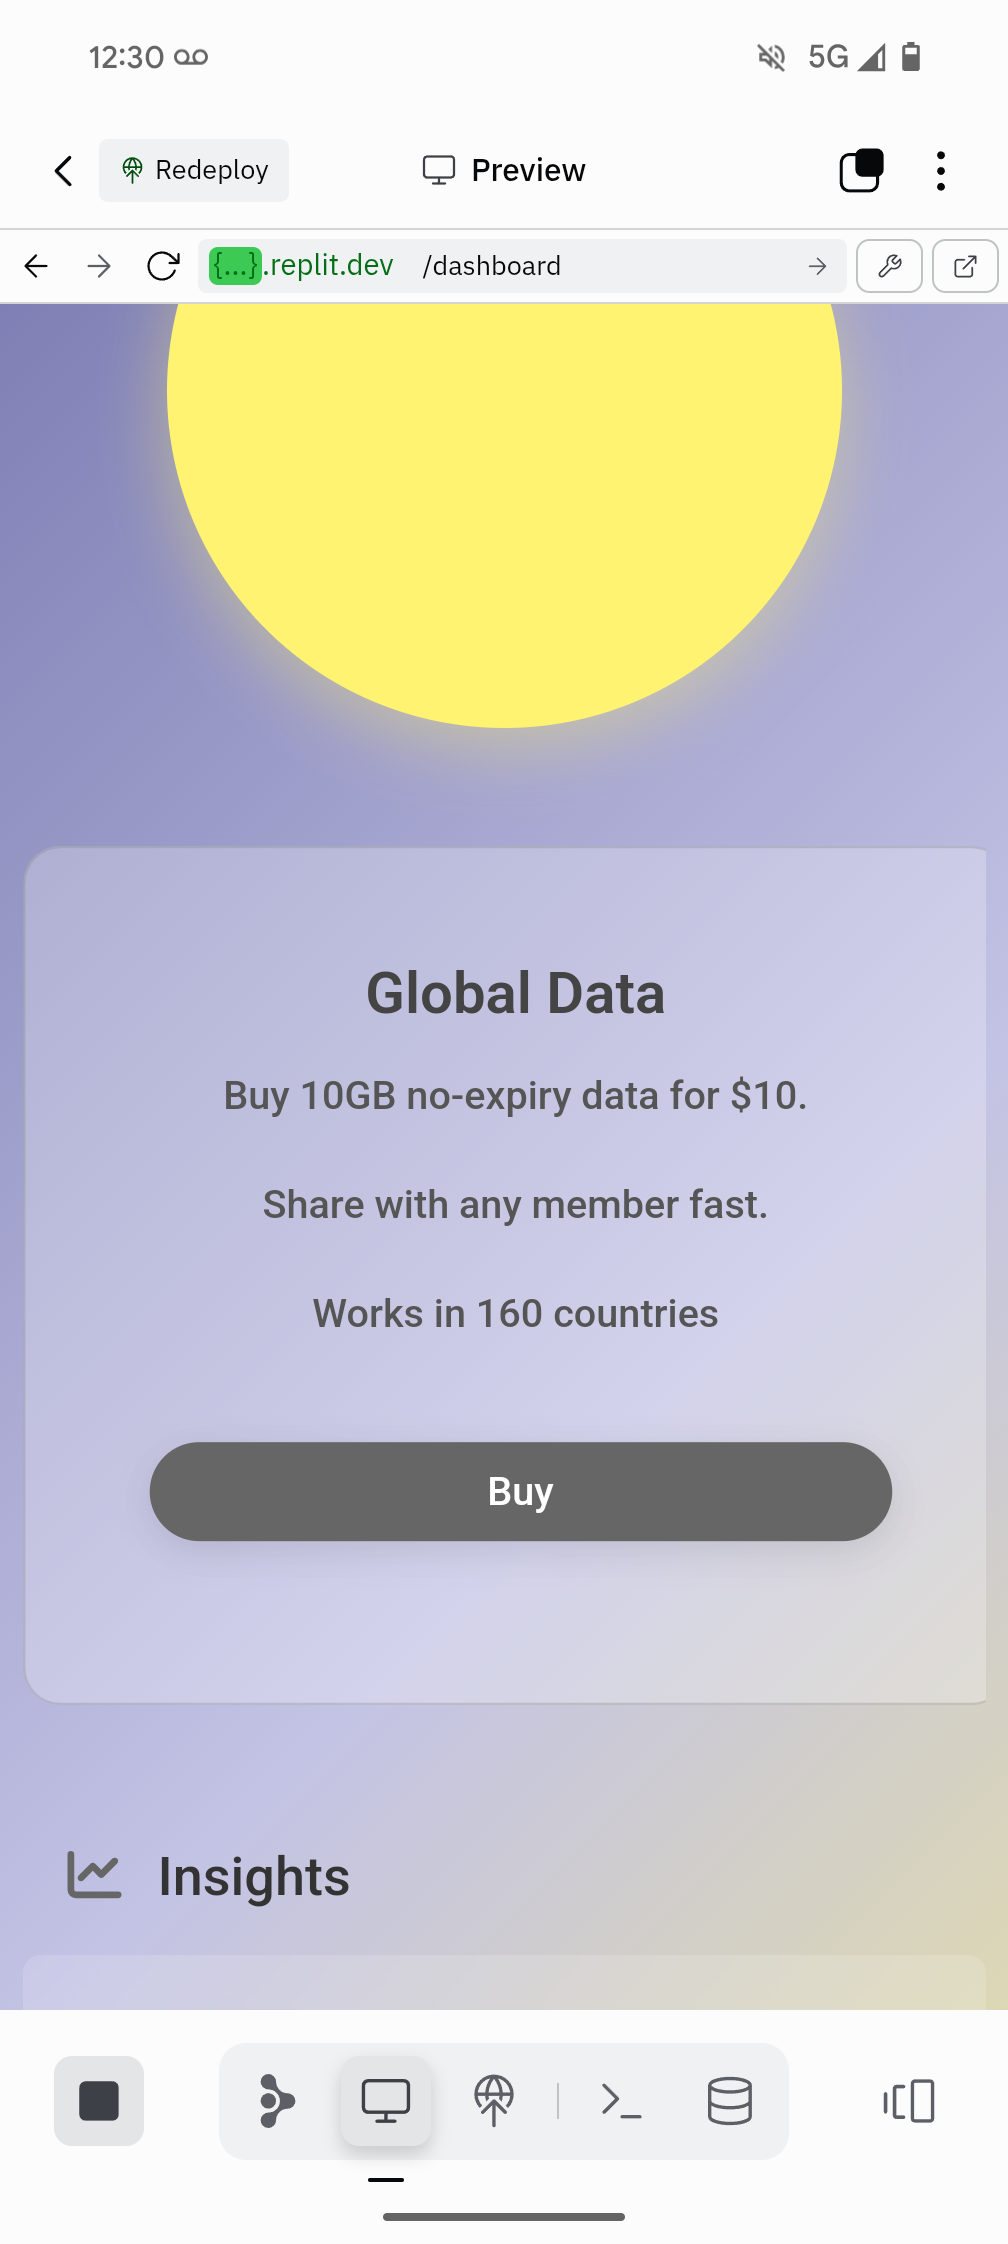 12:30
5G
Redeploy
Preview
{...}.replit.dev /dashboard
Global Data
Buy 10GB no-expiry data for $10.
Share with any member fast.
Works in 160 countries
Buy
Insights